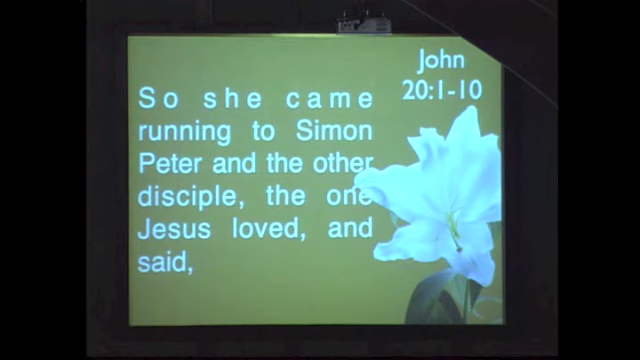 John
20:1-10
So she came
running to Simon
Peter and the other
disciple, the one
Jesus loved, and
said,